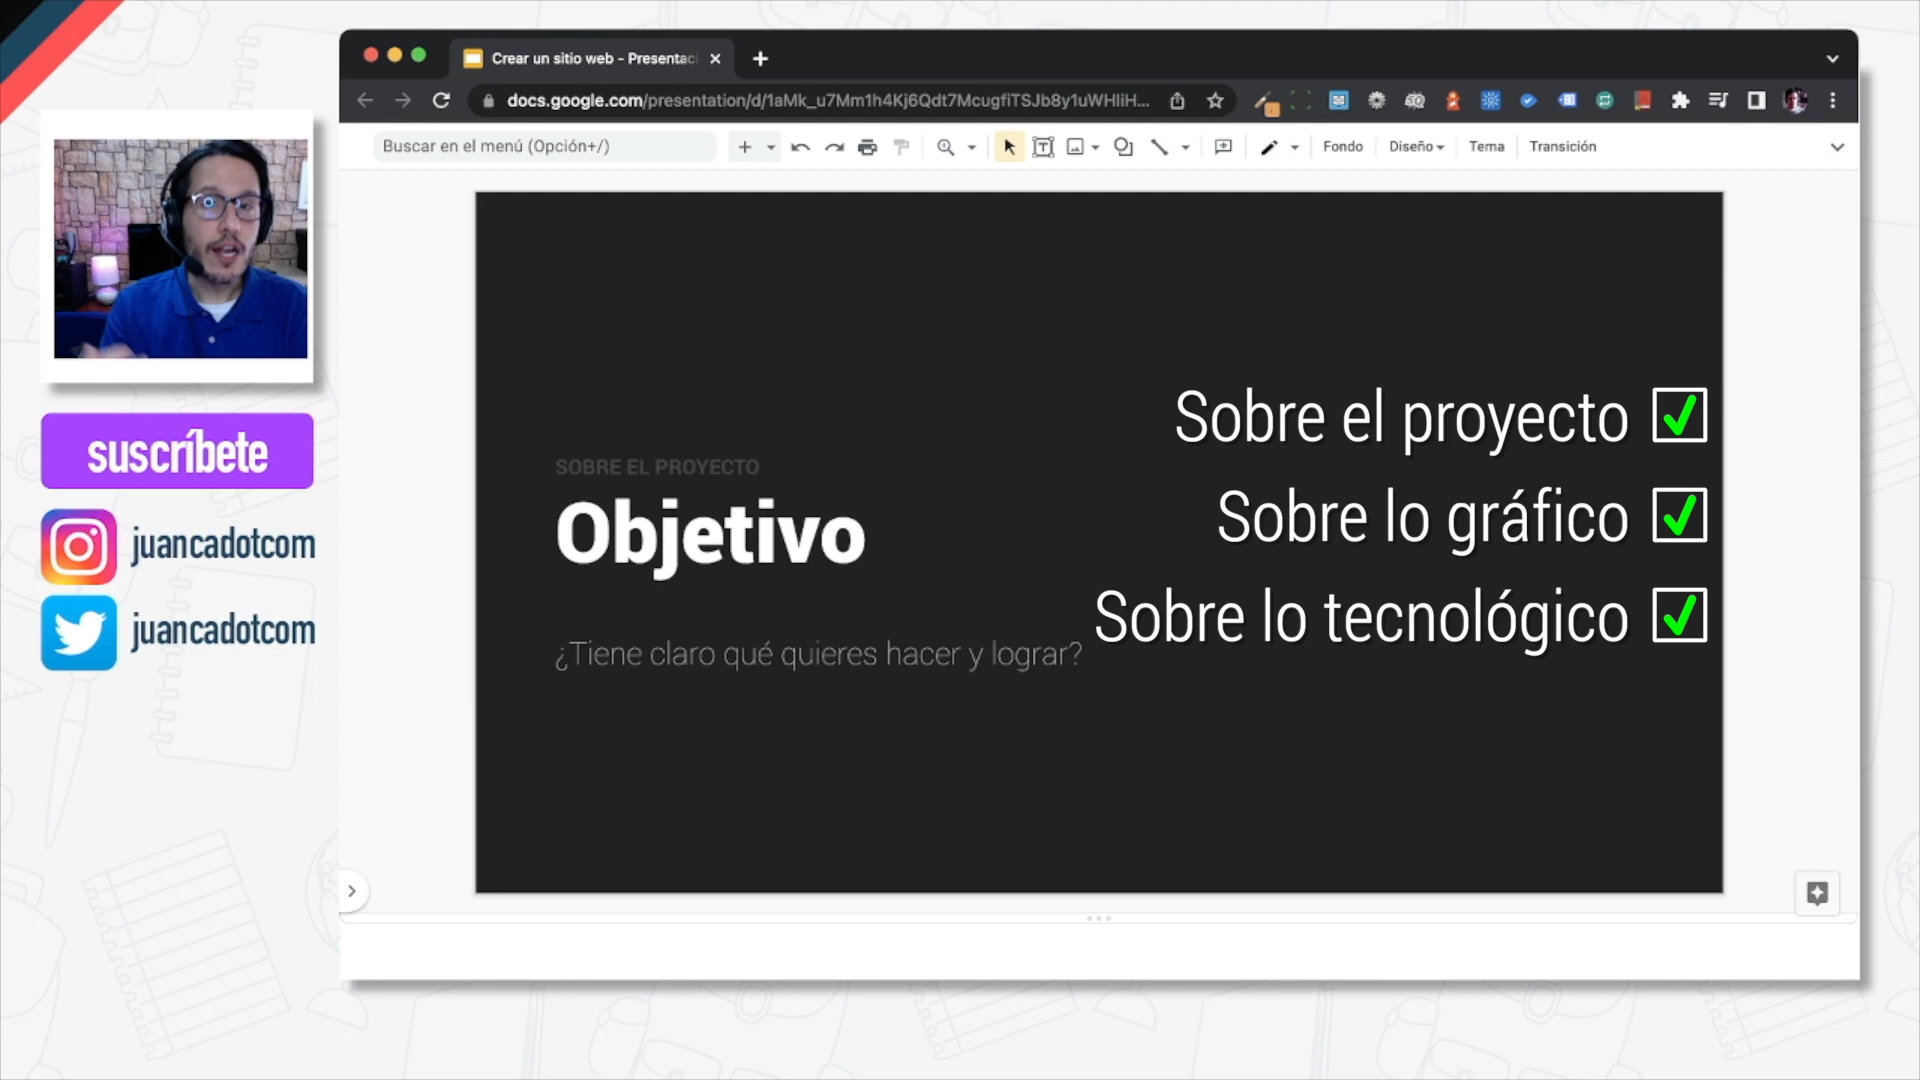 Crear un sitio web - Presentaci
docs.google.com/presentation/d/1aMk_u7Mm1h4Kj6Qdt7McugfiTSJb8y1uWHIiH...
Buscar en el menú (Opción+/)
Fondo
Diseño
Tema
Transición
suscríbete
juancadotcom
juancadotcom
SOBRE EL PROYECTO
Objetivo
¿Tiene claro qué quieres hacer y lograr?
Sobre el proyecto
Sobre lo gráfico
Sobre lo tecnológico